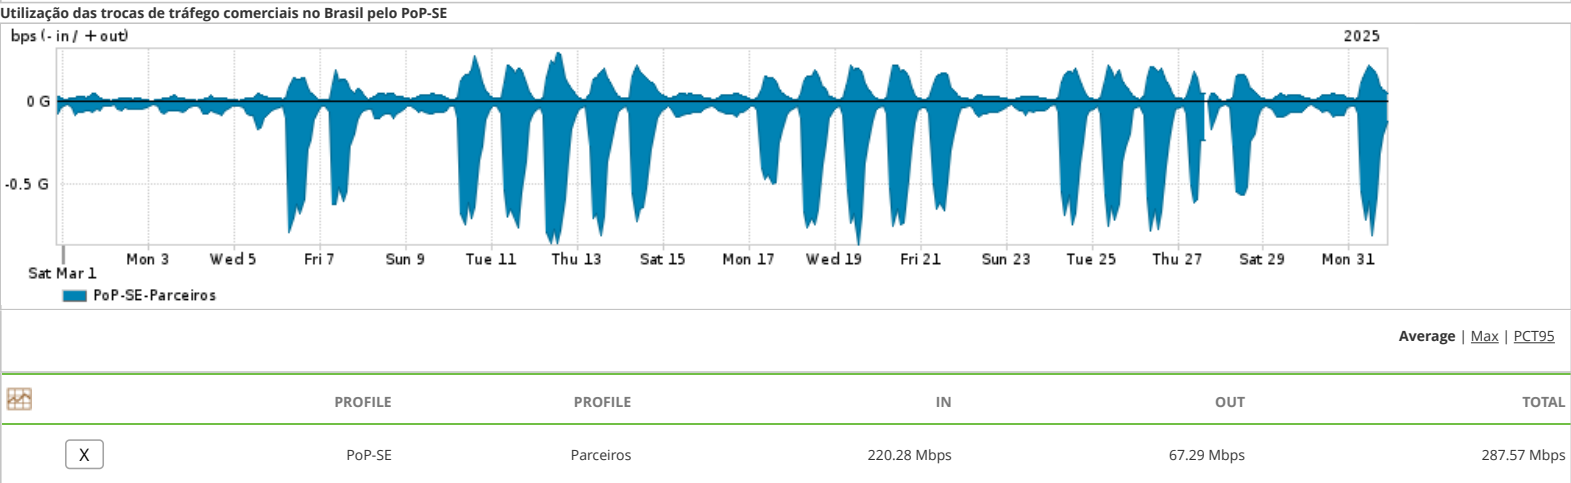 Utilização das trocas de tráfego comerciais no Brasil pelo PoP-SE
bps (- in / + out)
2025
0 G
-0.5 G
Sat Mar 1
Mon 3
Wed 5
Fri 7
Sun 9
Tue 11
Thu 13
Sat 15
Mon 17
Wed 19
Fri 21
Sun 23
Tue 25
Thu 27
Sat 29
Mon 31
PoP-SE-Parceiros
Average | Max | PCT95
PROFILE PROFILE IN OUT TOTAL
X PoP-SE Parceiros 220.28 Mbps 67.29 Mbps 287.57 Mbps